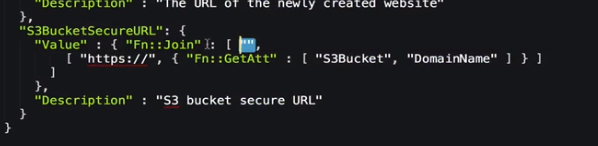 "Description" : "The URL of the newly created website"
},
"S3BucketSecureURL": {
"Value" : { "Fn::Join" : [ "",
[ "https://", { "Fn::GetAtt" : [ "S3Bucket", "DomainName" ] } ]
]
},
"Description" : "S3 bucket secure URL"
}
}